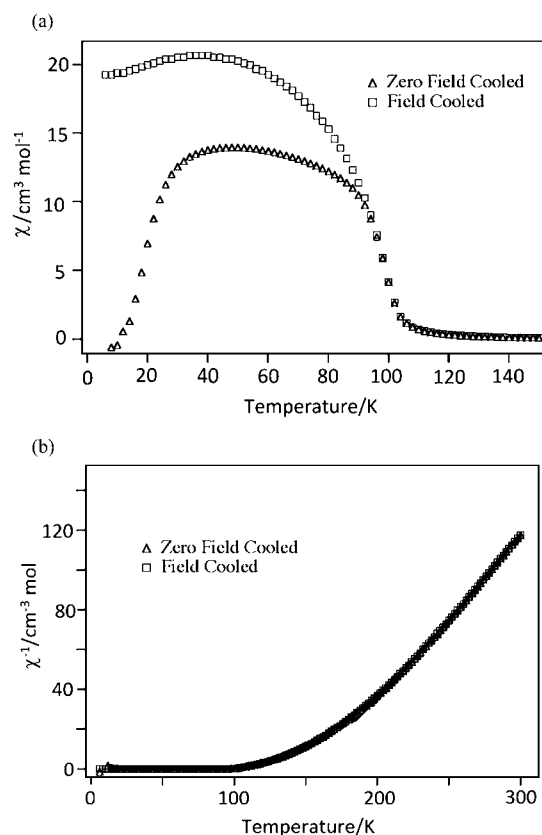 (a)
20
15
10
5
0
χ/cm³ mol⁻¹
Zero Field Cooled
Field Cooled
0 20 40 60 80 100 120 140
Temperature/K
(b)
120
80
40
0
χ⁻¹/cm⁻³ mol
Zero Field Cooled
Field Cooled
0 100 200 300
Temperature/K